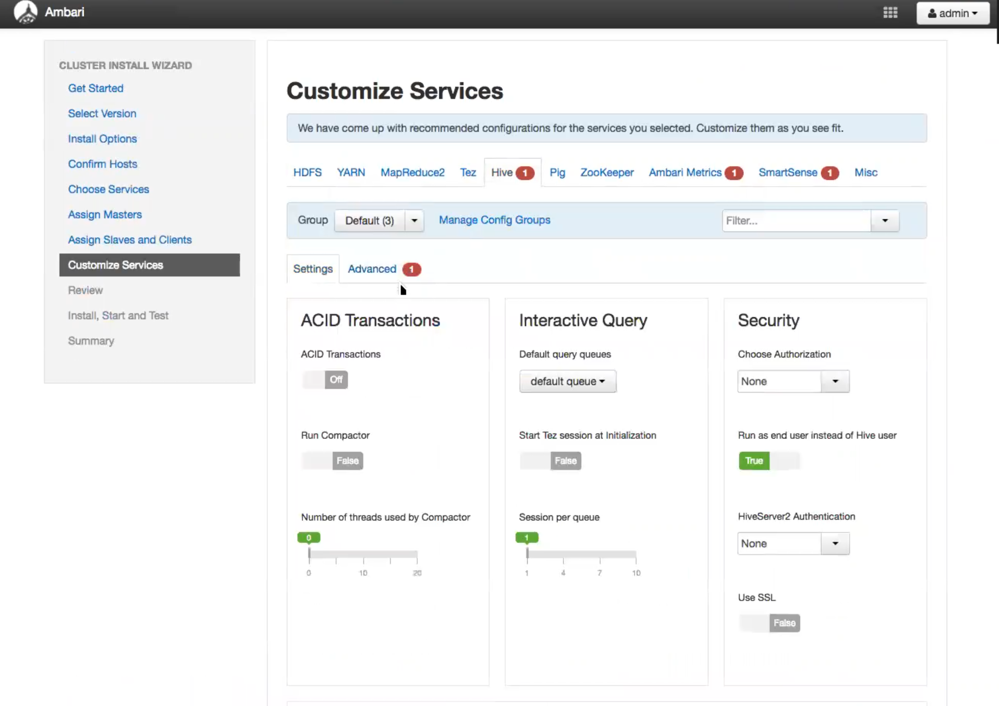 Ambari
admin
CLUSTER INSTALL WIZARD
Get Started
Select Version
Install Options
Confirm Hosts
Choose Services
Assign Masters
Assign Slaves and Clients
Customize Services
Review
Install, Start and Test
Summary
Customize Services
We have come up with recommended configurations for the services you selected. Customize them as you see fit.
HDFS YARN MapReduce2 Tez Hive 1 Pig ZooKeeper Ambari Metrics 1 SmartSense 1 Misc
Group Default (3) Manage Config Groups Filter...
Settings Advanced 1
ACID Transactions
ACID Transactions
Off
Run Compactor
False
Number of threads used by Compactor
0
0 10 20
Interactive Query
Default query queues
default queue
Start Tez session at Initialization
False
Session per queue
1
1 4 7 10
Security
Choose Authorization
None
Run as end user instead of Hive user
True
HiveServer2 Authentication
None
Use SSL
False